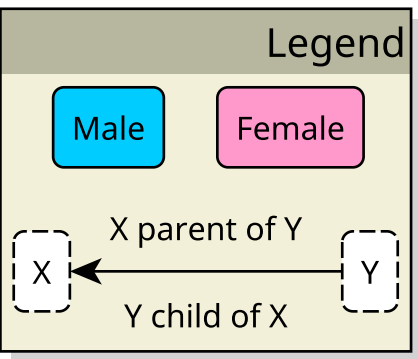 Legend
Male Female
X parent of Y
X Y
Y child of X